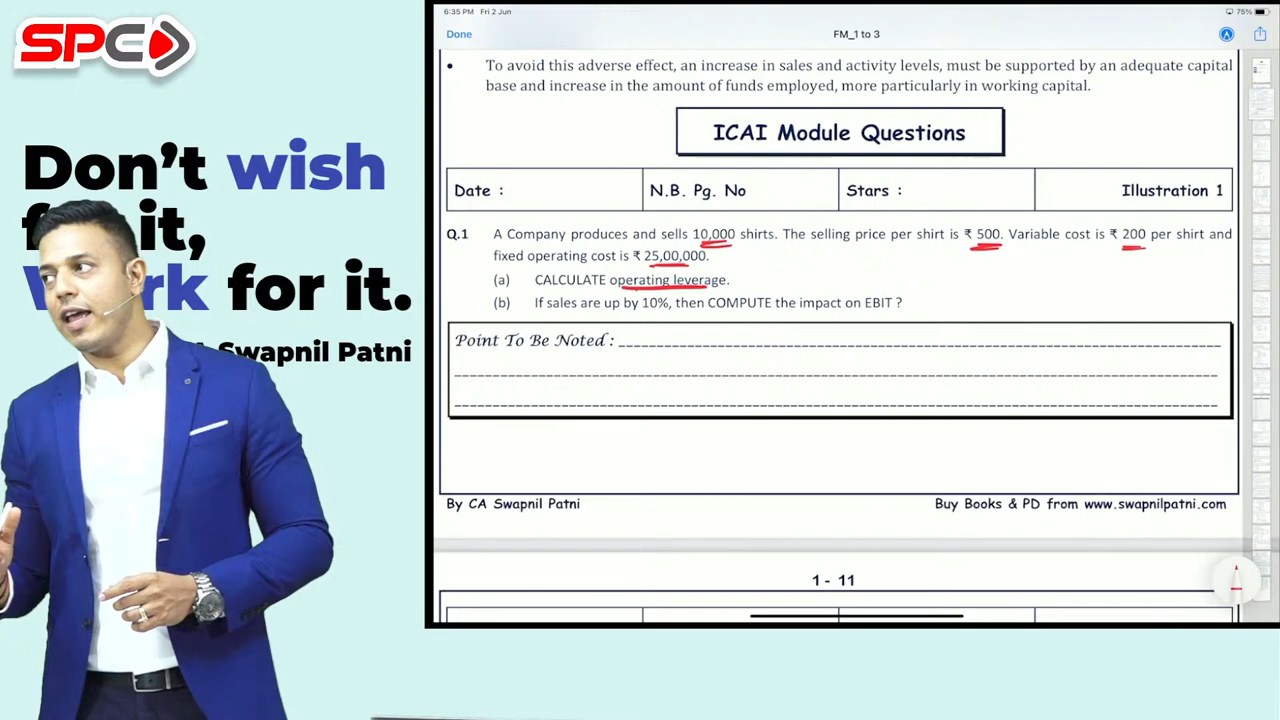 SPC
Don't wish
it,
rk for it.
Swapnil Patni
6:35 PM Fri 2 Jun
75%
Done
FM_1 to 3
• To avoid this adverse effect, an increase in sales and activity levels, must be supported by an adequate capital
base and increase in the amount of funds employed, more particularly in working capital.
ICAI Module Questions
Date : N.B. Pg. No Stars : Illustration 1
Q.1 A Company produces and sells 10,000 shirts. The selling price per shirt is ₹ 500. Variable cost is ₹ 200 per shirt and
fixed operating cost is ₹ 25,00,000.
(a) CALCULATE operating leverage.
(b) If sales are up by 10%, then COMPUTE the impact on EBIT ?
Point To Be Noted :
By CA Swapnil Patni Buy Books & PD from www.swapnilpatni.com
1 - 11